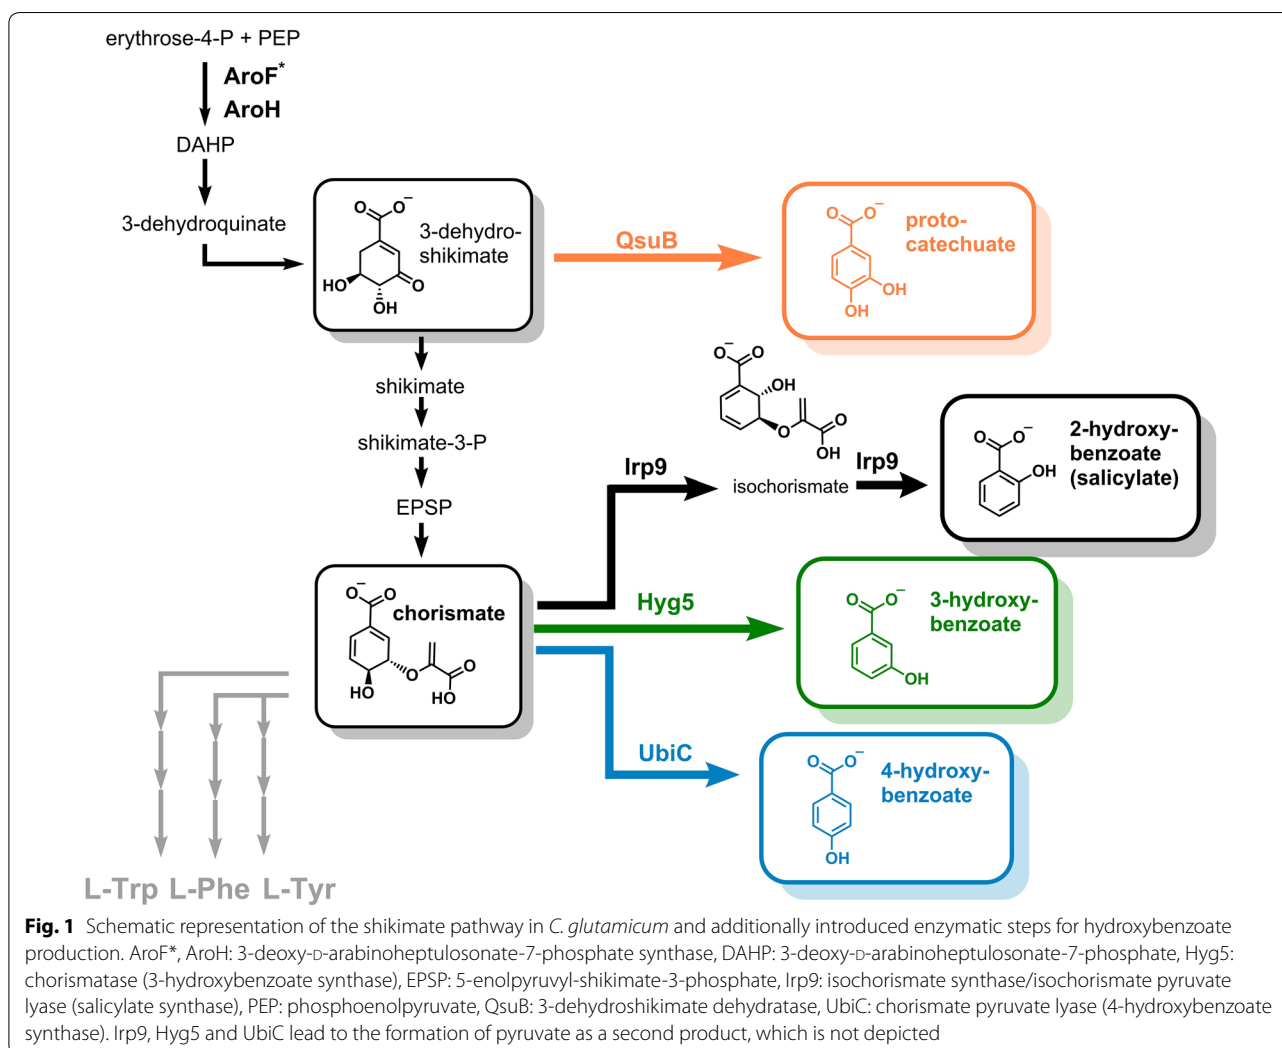 erythrose-4-P + PEP
AroF*
AroH
DAHP
3-dehydroquinate
3-dehydro-
shikimate
O
O⁻
O
HO
OH
QsuB
proto-
catechuate
O
O⁻
OH
OH
shikimate
shikimate-3-P
EPSP
chorismate
O⁻
O
O
O
HO
HO
Irp9
O⁻
O
OH
O
O
OH
isochorismate
Irp9
2-hydroxy-
benzoate
(salicylate)
O
O⁻
OH
Hyg5
3-hydroxy-
benzoate
O
O⁻
OH
UbiC
4-hydroxy-
benzoate
O
O⁻
OH
L-Trp L-Phe L-Tyr
Fig. 1 Schematic representation of the shikimate pathway in C. glutamicum and additionally introduced enzymatic steps for hydroxybenzoate
production. AroF*, AroH: 3-deoxy-D-arabinoheptulosonate-7-phosphate synthase, DAHP: 3-deoxy-D-arabinoheptulosonate-7-phosphate, Hyg5:
chorismatase (3-hydroxybenzoate synthase), EPSP: 5-enolpyruvyl-shikimate-3-phosphate, Irp9: isochorismate synthase/isochorismate pyruvate
lyase (salicylate synthase), PEP: phosphoenolpyruvate, QsuB: 3-dehydroshikimate dehydratase, UbiC: chorismate pyruvate lyase (4-hydroxybenzoate
synthase). Irp9, Hyg5 and UbiC lead to the formation of pyruvate as a second product, which is not depicted